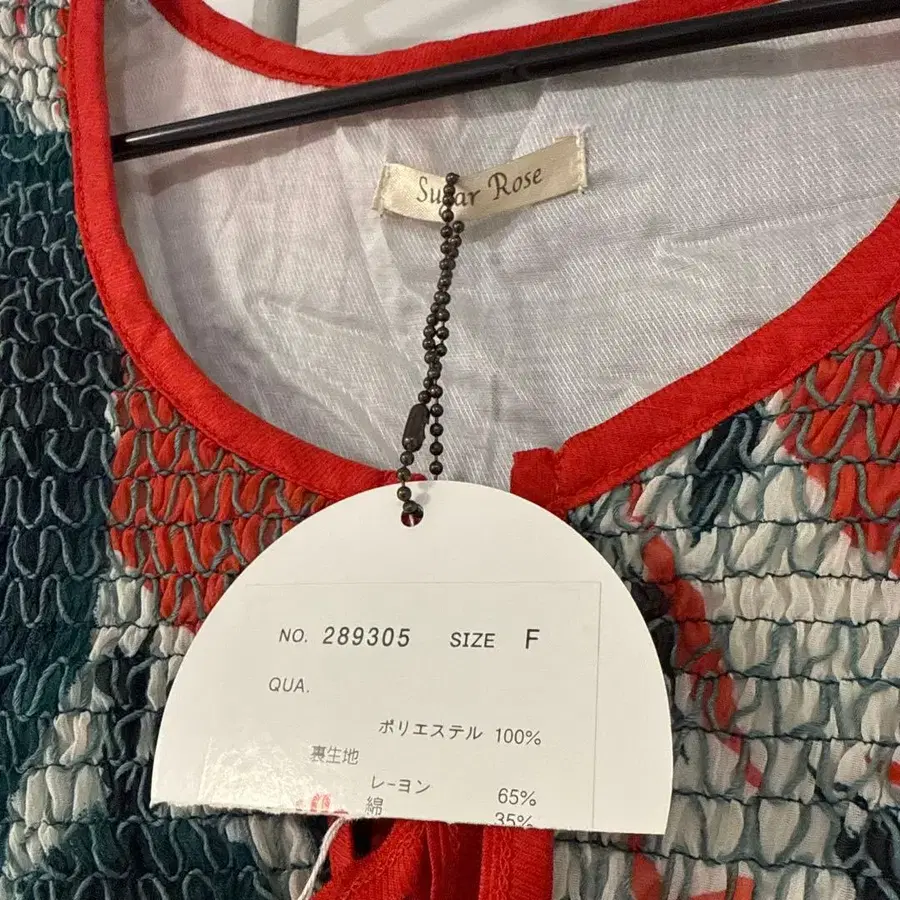 Sugar Rose
NO. 289305 SIZE F
QUA.
ポリエステル 100%
裏生地
レーヨン 65%
綿 35%